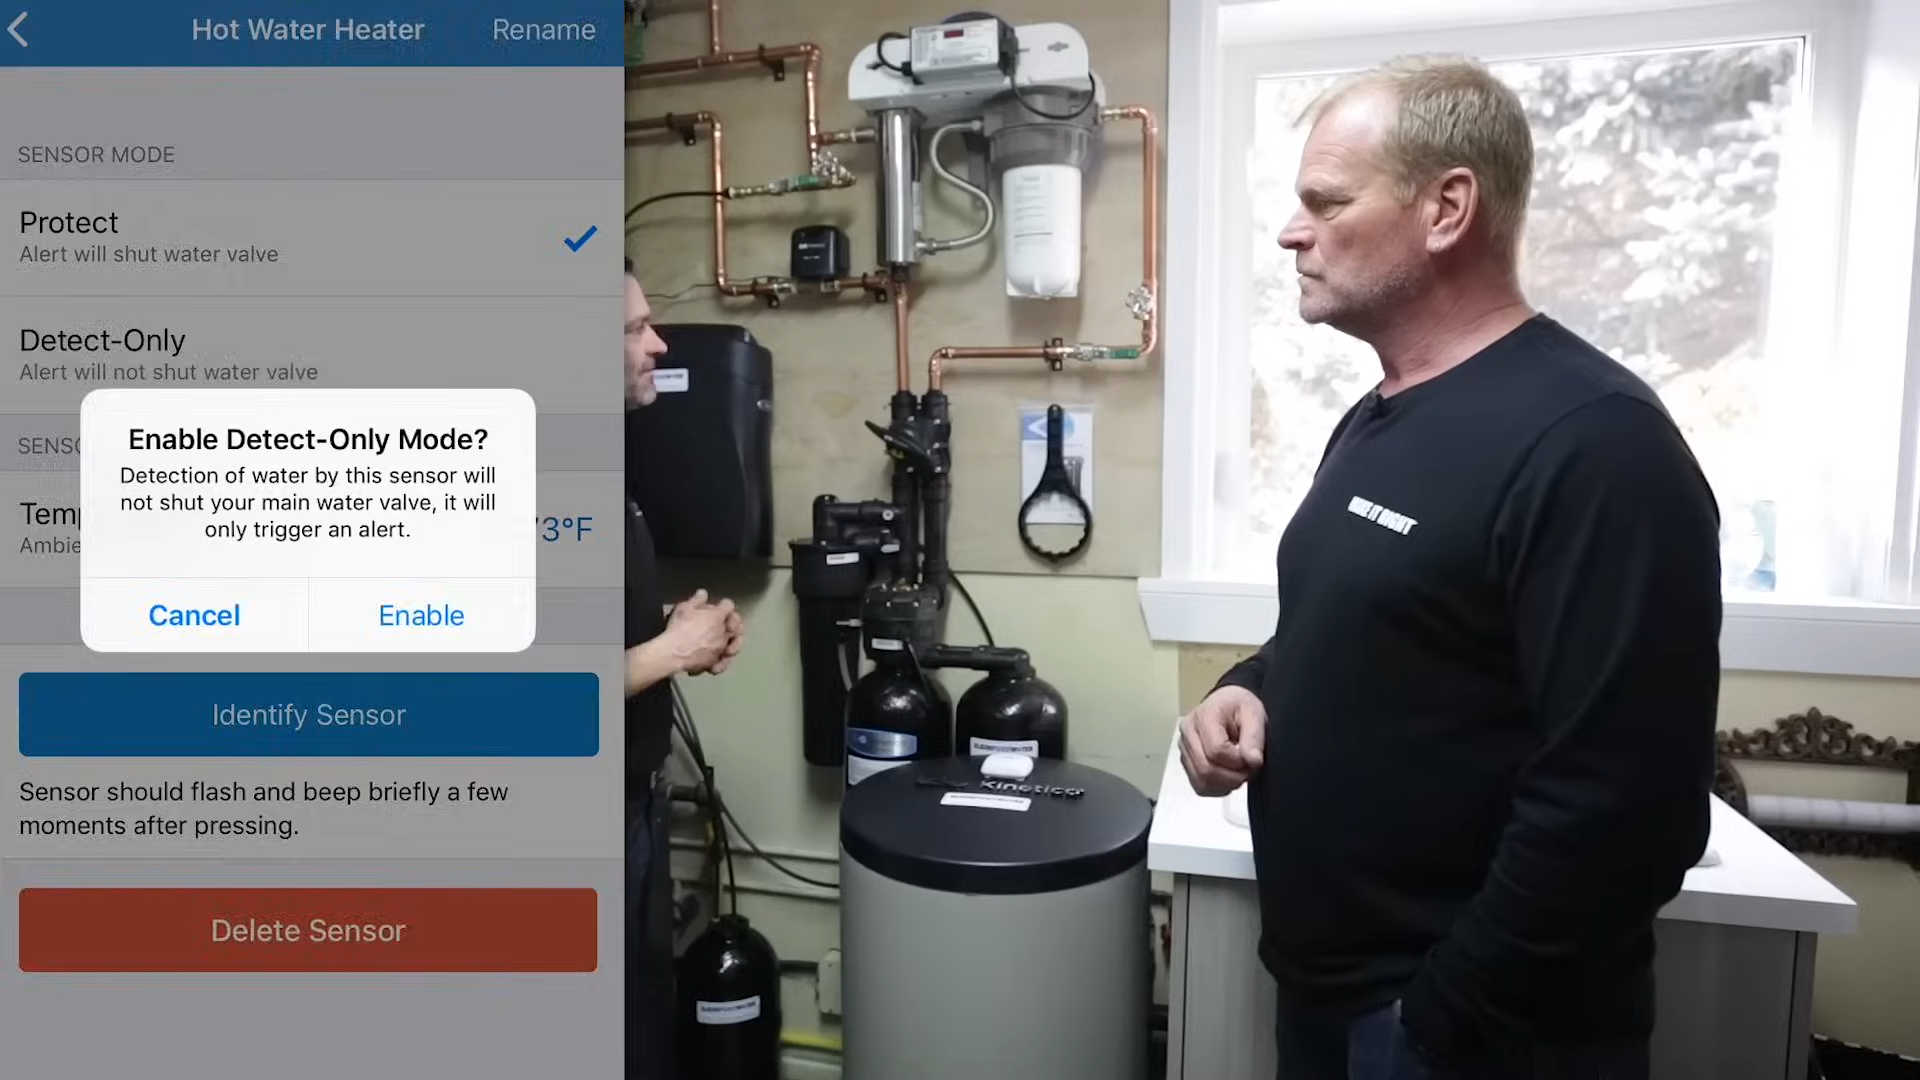 Hot Water Heater
Rename
SENSOR MODE
Protect
Alert will shut water valve
Detect-Only
Alert will not shut water valve
Enable Detect-Only Mode?
Detection of water by this sensor will
not shut your main water valve, it will
only trigger an alert.
Cancel
Enable
3°F
Identify Sensor
Sensor should flash and beep briefly a few
moments after pressing.
Delete Sensor
MAKE IT RIGHT
Kinetico